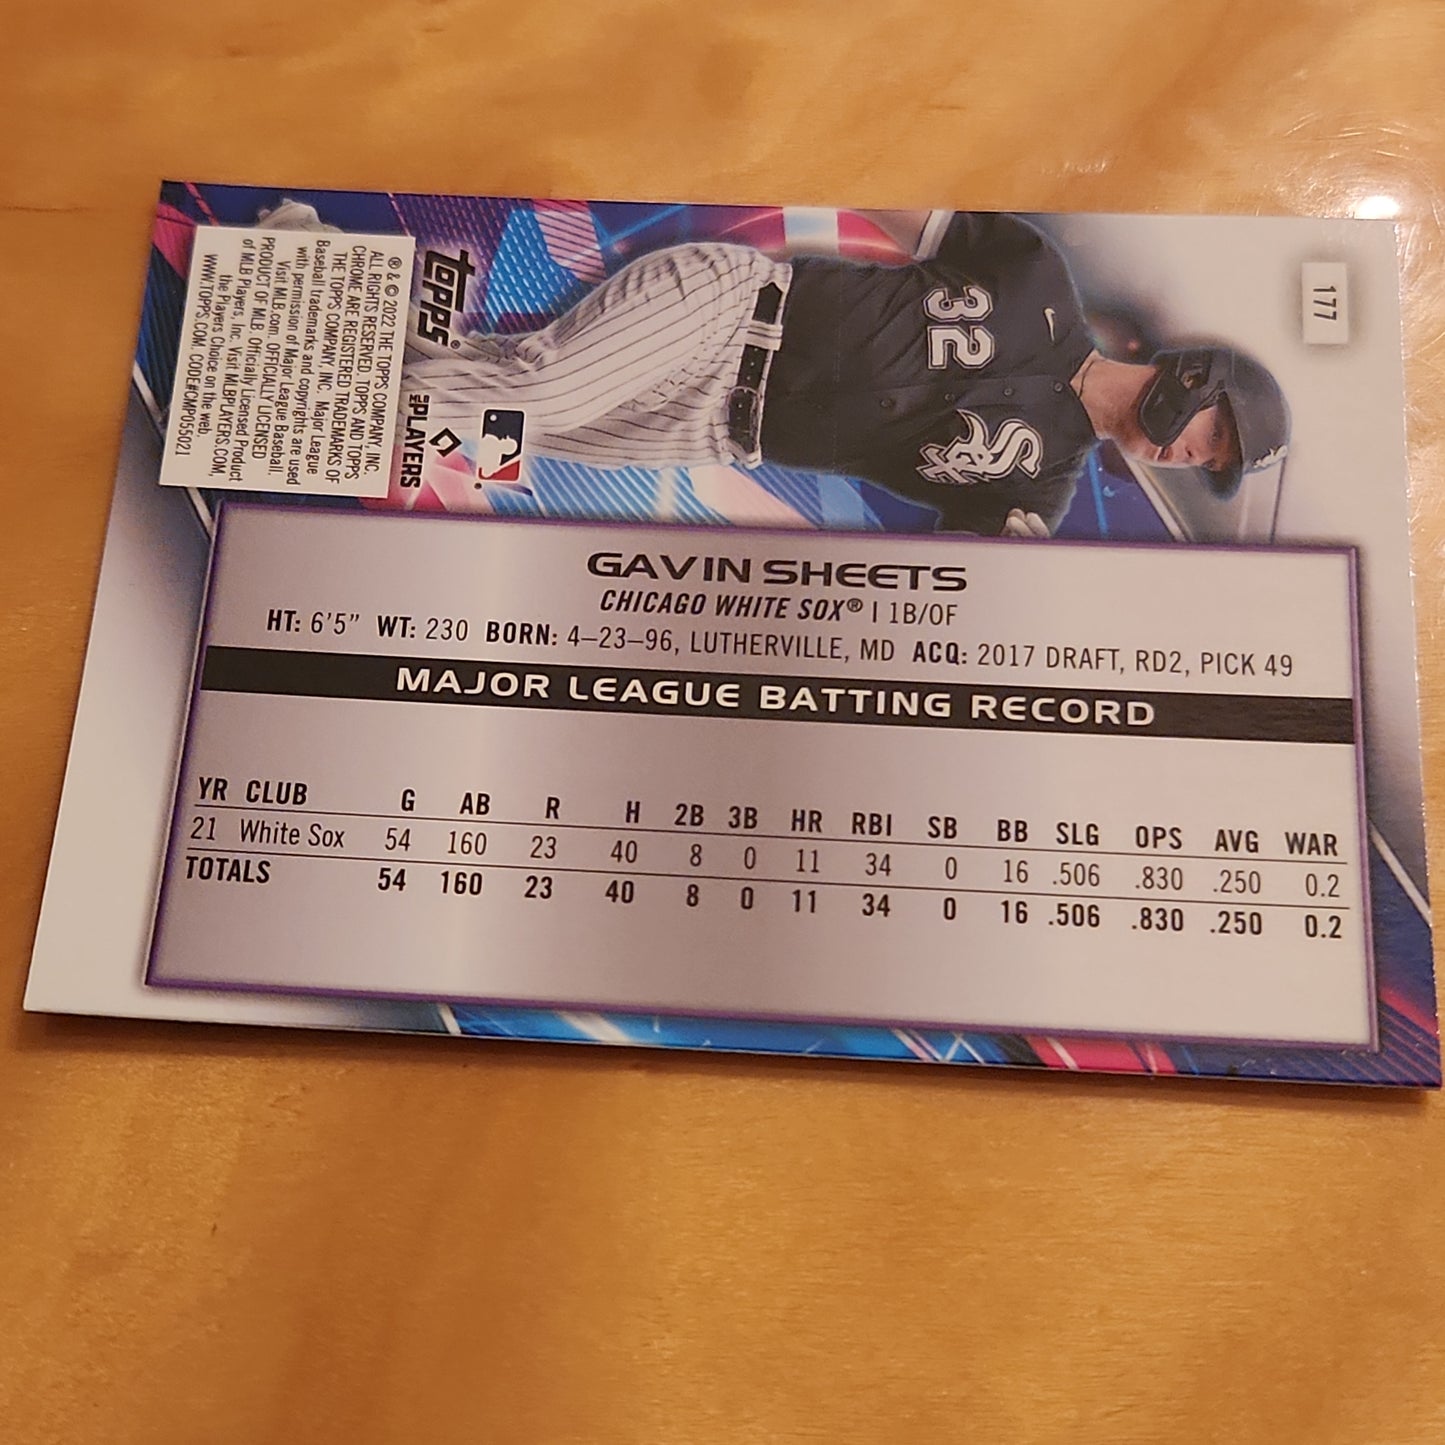 177
32
Sox
topps®
MLB PLAYERS
® & © 2022 THE TOPPS COMPANY, INC.
ALL RIGHTS RESERVED. TOPPS AND TOPPS
CHROME ARE REGISTERED TRADEMARKS OF
THE TOPPS COMPANY, INC. Major League
Baseball trademarks and copyrights are used
with permission of Major League Baseball.
Visit MLB.com. OFFICIALLY LICENSED
PRODUCT OF MLB Players, Inc. Officially Licensed Product
of MLB Players, Inc. Visit MLBPLAYERS.COM,
the Players Choice on the web.
WWW.TOPPS.COM. CODE#CMP055021
GAVIN SHEETS
CHICAGO WHITE SOX® | 1B/OF
HT: 6'5" WT: 230 BORN: 4–23–96, LUTHERVILLE, MD ACQ: 2017 DRAFT, RD2, PICK 49
MAJOR LEAGUE BATTING RECORD
YR CLUB G AB R H 2B 3B HR RBI SB BB SLG OPS AVG WAR
21 White Sox 54 160 23 40 8 0 11 34 0 16 .506 .830 .250 0.2
TOTALS 54 160 23 40 8 0 11 34 0 16 .506 .830 .250 0.2